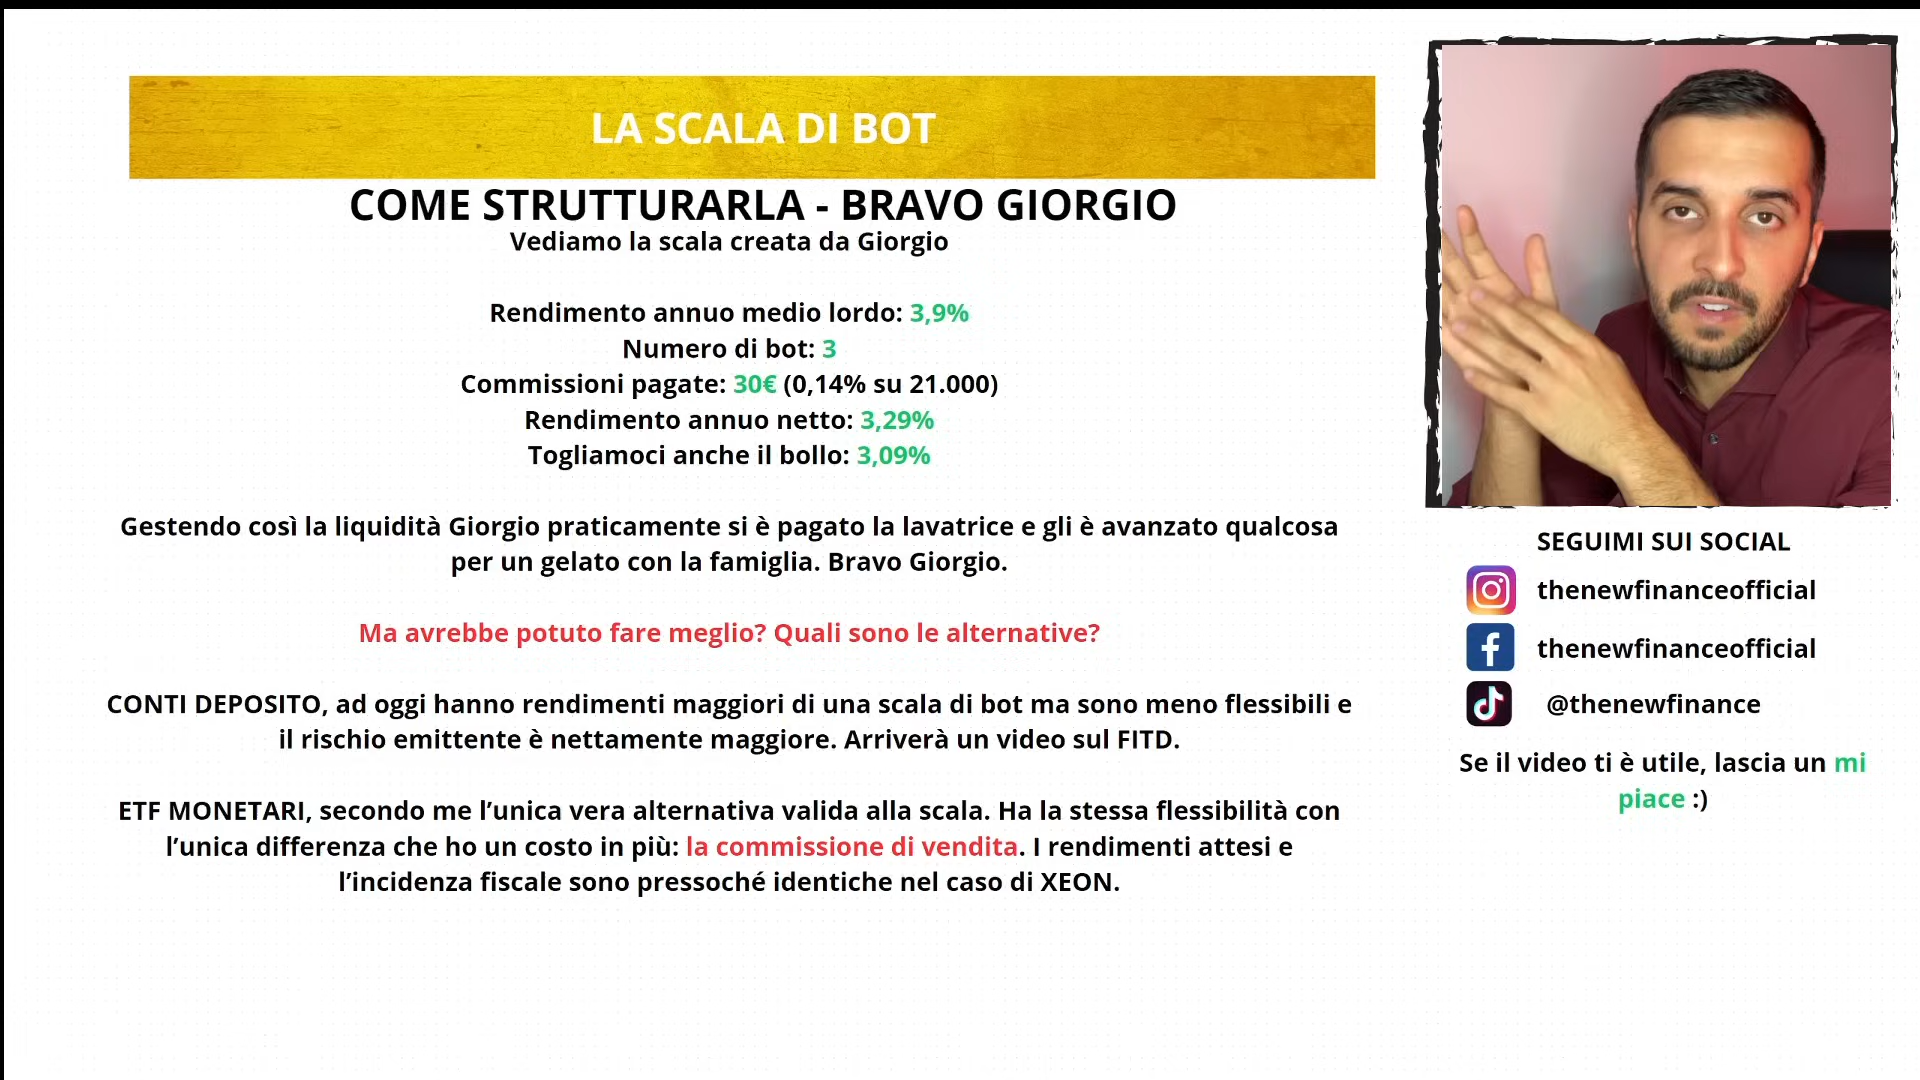 LA SCALA DI BOT
COME STRUTTURARLA - BRAVO GIORGIO
Vediamo la scala creata da Giorgio
Rendimento annuo medio lordo: 3,9%
Numero di bot: 3
Commissioni pagate: 30€ (0,14% su 21.000)
Rendimento annuo netto: 3,29%
Togliamoci anche il bollo: 3,09%
Gestendo così la liquidità Giorgio praticamente si è pagato la lavatrice e gli è avanzato qualcosa
per un gelato con la famiglia. Bravo Giorgio.
Ma avrebbe potuto fare meglio? Quali sono le alternative?
CONTI DEPOSITO, ad oggi hanno rendimenti maggiori di una scala di bot ma sono meno flessibili e
il rischio emittente è nettamente maggiore. Arriverà un video sul FITD.
ETF MONETARI, secondo me l’unica vera alternativa valida alla scala. Ha la stessa flessibilità con
l’unica differenza che ho un costo in più: la commissione di vendita. I rendimenti attesi e
l’incidenza fiscale sono pressoché identiche nel caso di XEON.
SEGUIMI SUI SOCIAL
thenewfinanceofficial
thenewfinanceofficial
@thenewfinance
Se il video ti è utile, lascia un mi
piace :)